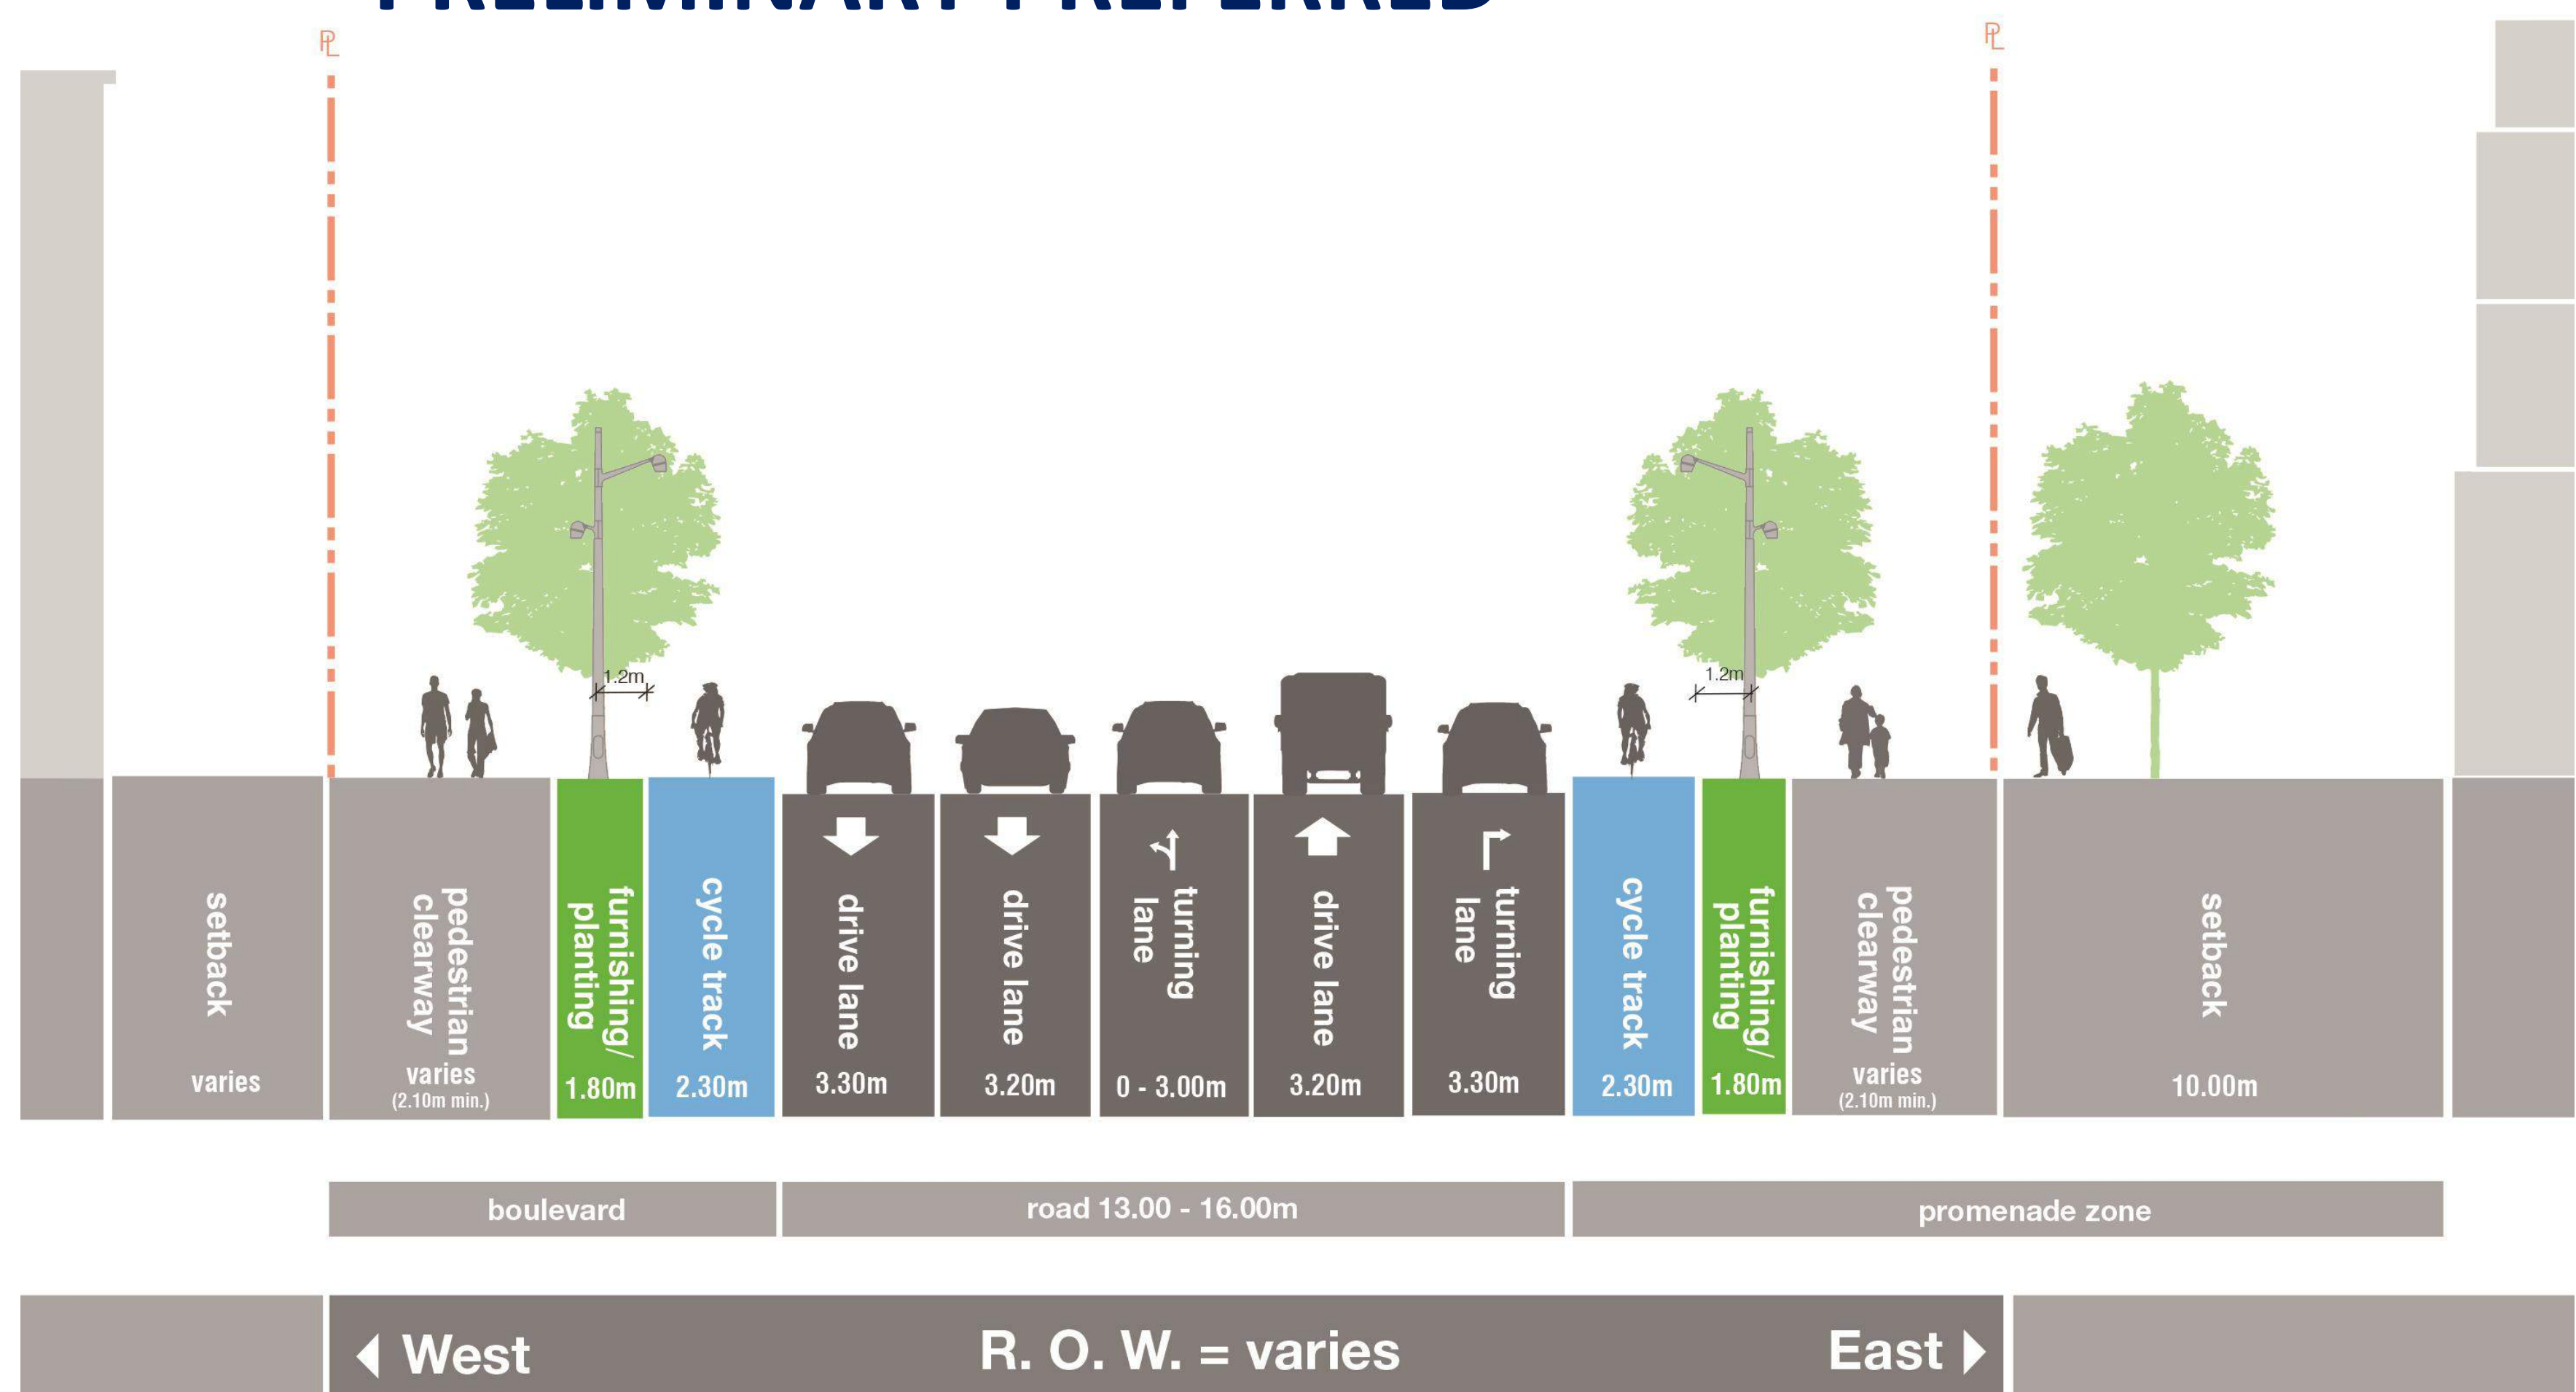 PRELIMINARY PREFERRED
PL
PL
1.2m
1.2m
setback
varies
pedestrian
clearway
varies
(2.10m min.)
furnishing/
planting
1.80m
cycle track
2.30m
drive lane
3.30m
drive lane
3.20m
turning
lane
0 - 3.00m
drive lane
3.20m
turning
lane
3.30m
cycle track
2.30m
furnishing/
planting
1.80m
pedestrian
clearway
varies
(2.10m min.)
setback
10.00m
boulevard
road 13.00 - 16.00m
promenade zone
West
R. O. W. = varies
East